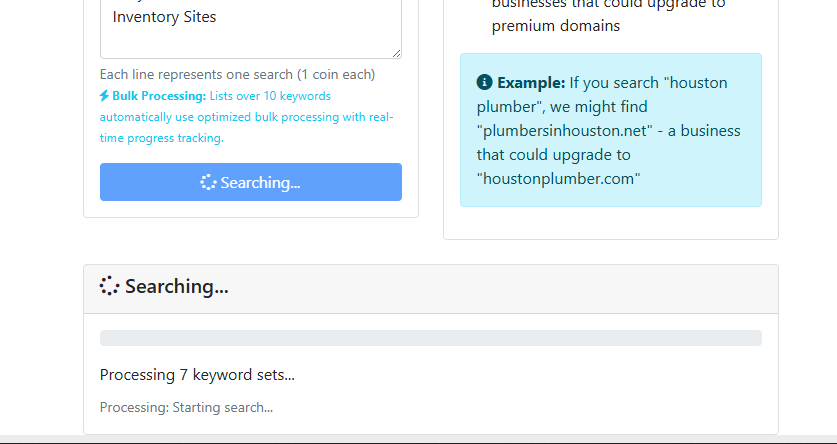 Inventory Sites
Each line represents one search (1 coin each)
Bulk Processing: Lists over 10 keywords
automatically use optimized bulk processing with real-
time progress tracking.
Searching...
businesses that could upgrade to
premium domains
Example: If you search "houston
plumber", we might find
"plumbersinhouston.net" - a business
that could upgrade to
"houstonplumber.com"
Searching...
Processing 7 keyword sets...
Processing: Starting search...